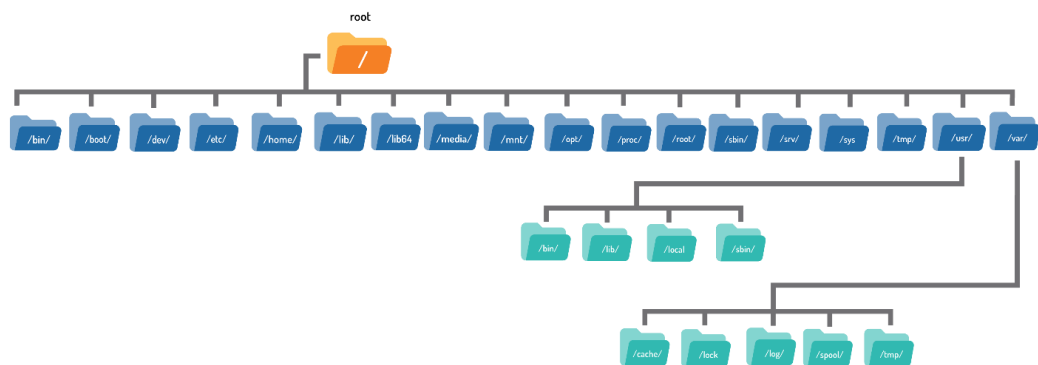 root
/
/bin/ /boot/ /dev/ /etc/ /home/ /lib/ /lib64 /media/ /mnt/ /opt/ /proc/ /root/ /sbin/ /srv/ /sys /tmp/ /usr/ /var/
/bin/ /lib/ /local /sbin/
/cache/ /lock /log/ /spool/ /tmp/